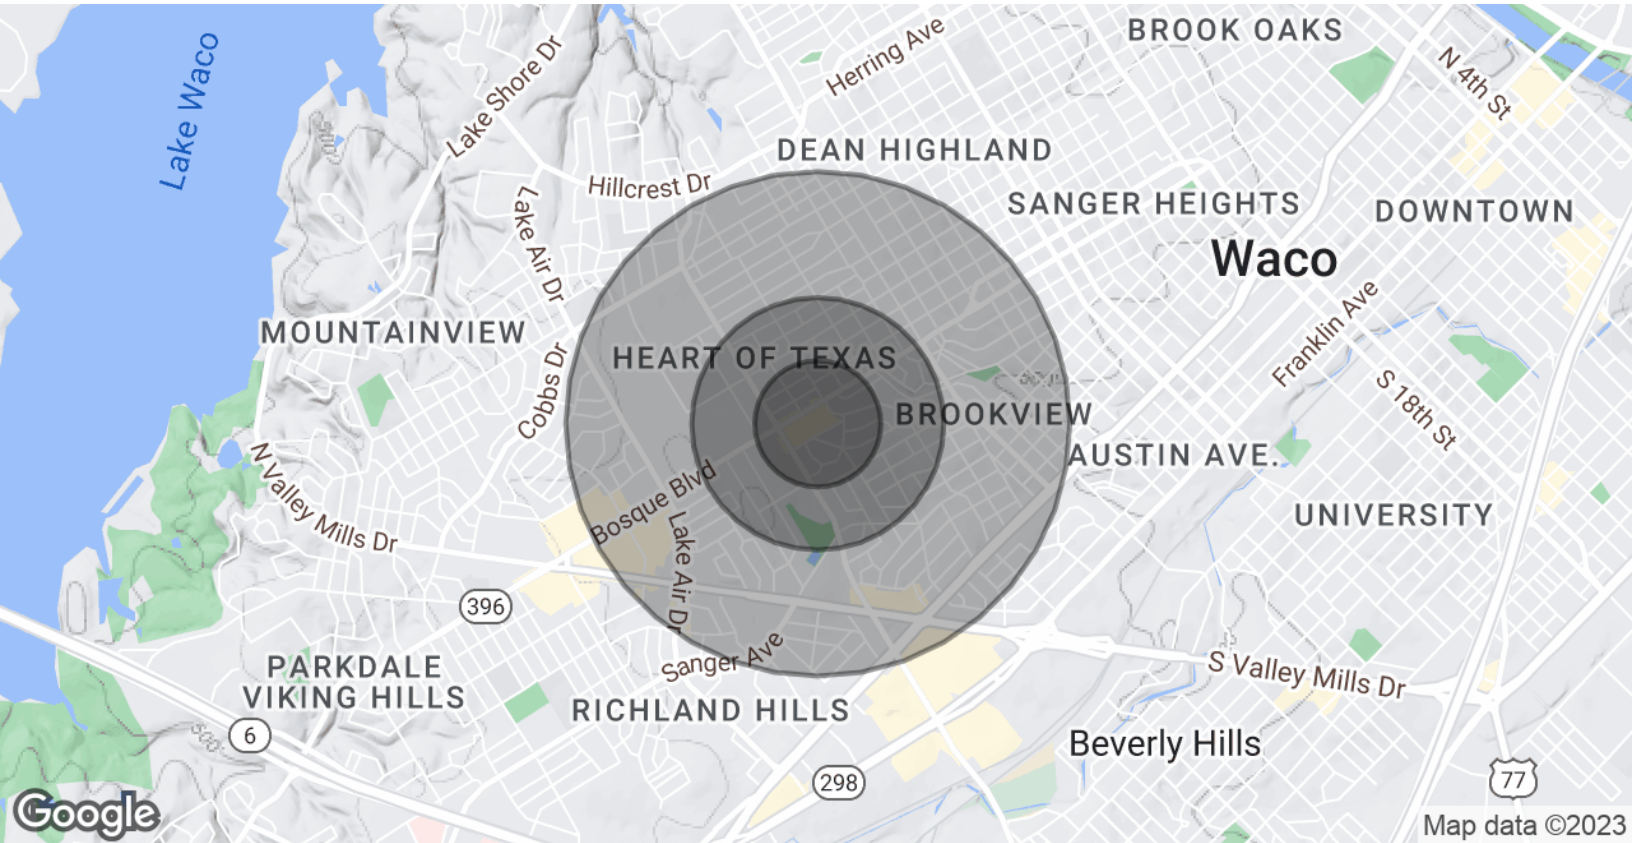 BROOK OAKS
Herring Ave
N 4th St
Lake Waco
Lake Shore Dr
DEAN HIGHLAND
Hillcrest Dr
SANGER HEIGHTS
DOWNTOWN
Lake Air Dr
Waco
Franklin Ave
MOUNTAINVIEW
HEART OF TEXAS
Cobbs Dr
BROOKVIEW
S 18th St
AUSTIN AVE.
N Valley Mills Dr
Bosque Blvd
UNIVERSITY
Lake Air Dr
396
Sanger Ave
S Valley Mills Dr
PARKDALE
VIKING HILLS
RICHLAND HILLS
500
6
Beverly Hills
298
77
Google
Map data ©2023